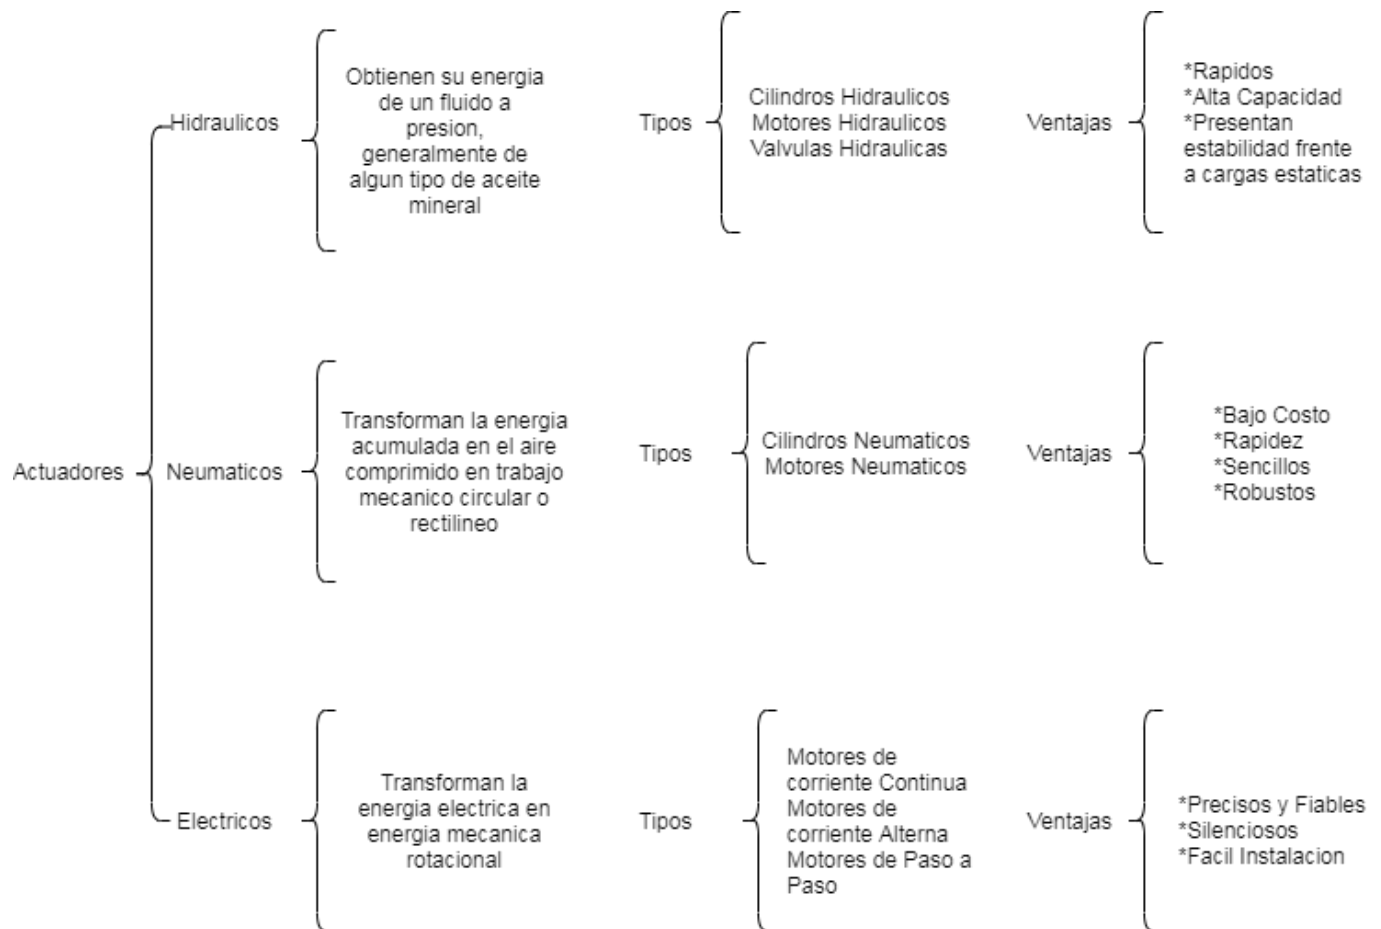 Actuadores
Hidraulicos
Obtienen su energia
de un fluido a
presion,
generalmente de
algun tipo de aceite
mineral
Tipos
Cilindros Hidraulicos
Motores Hidraulicos
Valvulas Hidraulicas
Ventajas
*Rapidos
*Alta Capacidad
*Presentan
estabilidad frente
a cargas estaticas
Neumaticos
Transforman la energia
acumulada en el aire
comprimido en trabajo
mecanico circular o
rectilineo
Tipos
Cilindros Neumaticos
Motores Neumaticos
Ventajas
*Bajo Costo
*Rapidez
*Sencillos
*Robustos
Electricos
Transforman la
energia electrica en
energia mecanica
rotacional
Tipos
Motores de
corriente Continua
Motores de
corriente Alterna
Motores de Paso a
Paso
Ventajas
*Precisos y Fiables
*Silenciosos
*Facil Instalacion